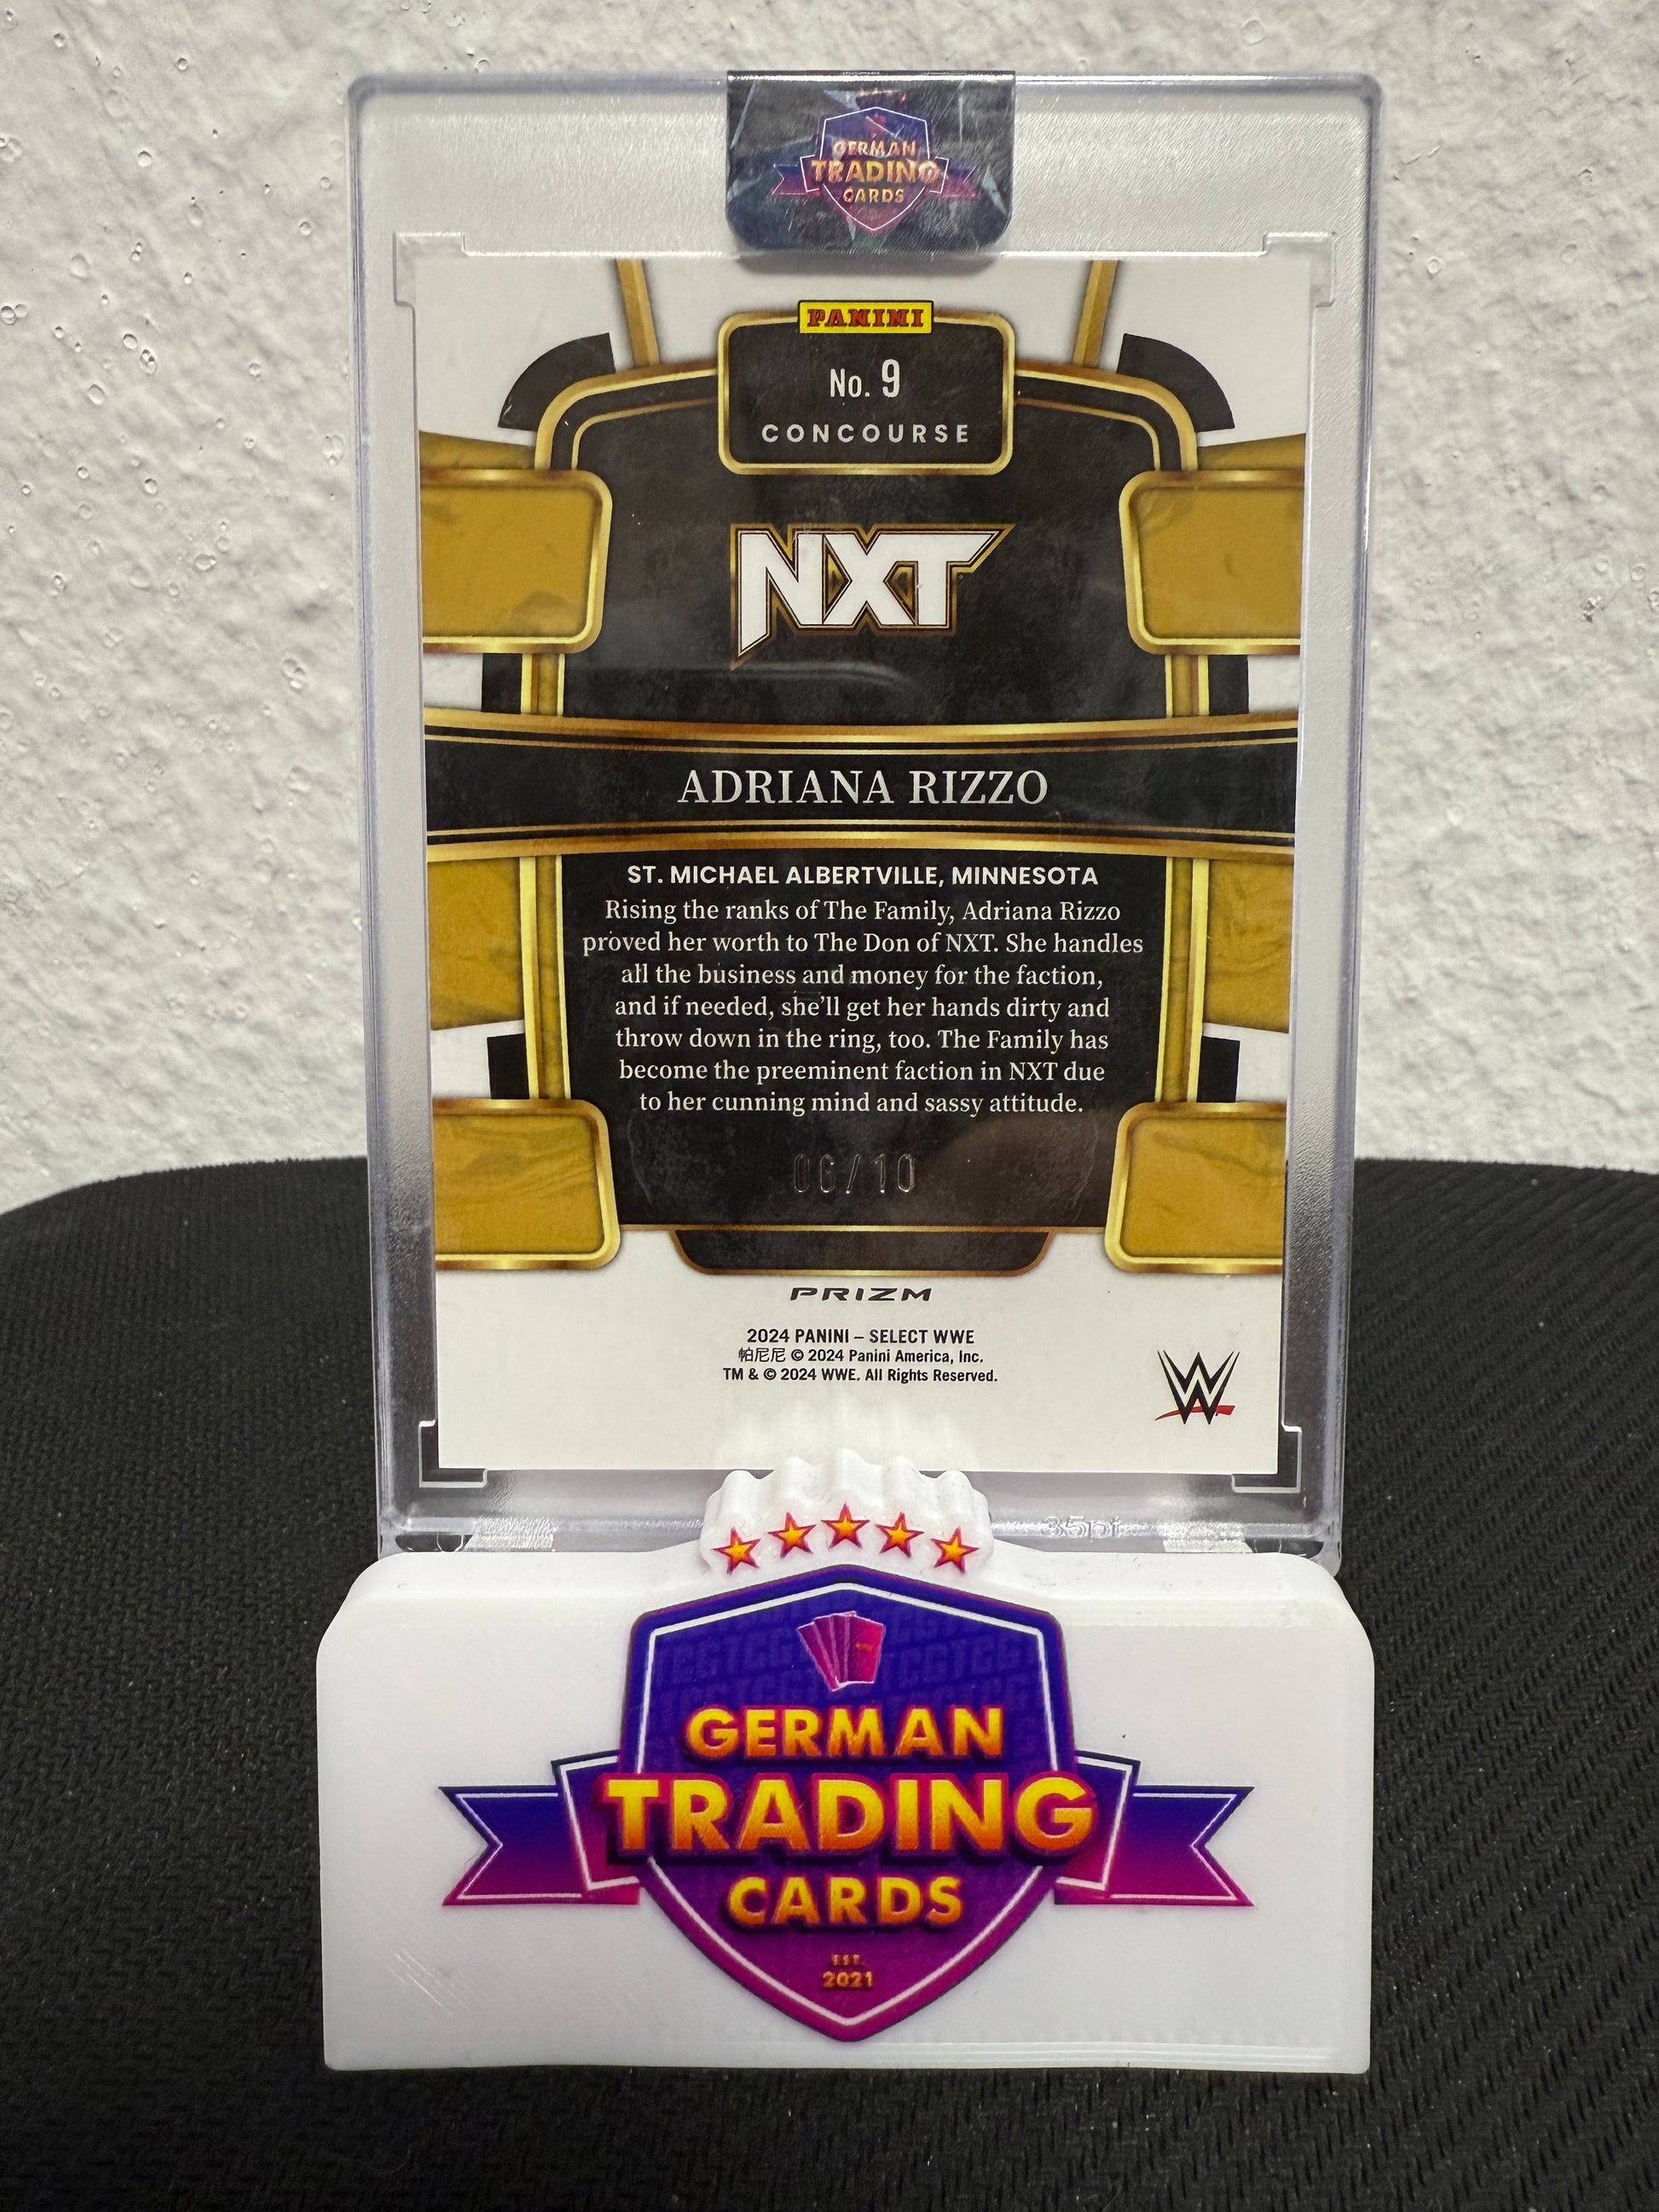 GERMAN
TRADING
CARDS
PANINI
No. 9
CONCOURSE
NXT
ADRIANA RIZZO
ST. MICHAEL ALBERTVILLE, MINNESOTA
Rising the ranks of The Family, Adriana Rizzo
proved her worth to The Don of NXT. She handles
all the business and money for the faction,
and if needed, she'll get her hands dirty and
throw down in the ring, too. The Family has
become the preeminent faction in NXT due
to her cunning mind and sassy attitude.
06/10
PRIZM
2024 PANINI – SELECT WWE
帕尼尼 © 2024 Panini America, Inc.
TM & © 2024 WWE. All Rights Reserved.
W
35pt
GERMAN
TRADING
CARDS
EST.
2021